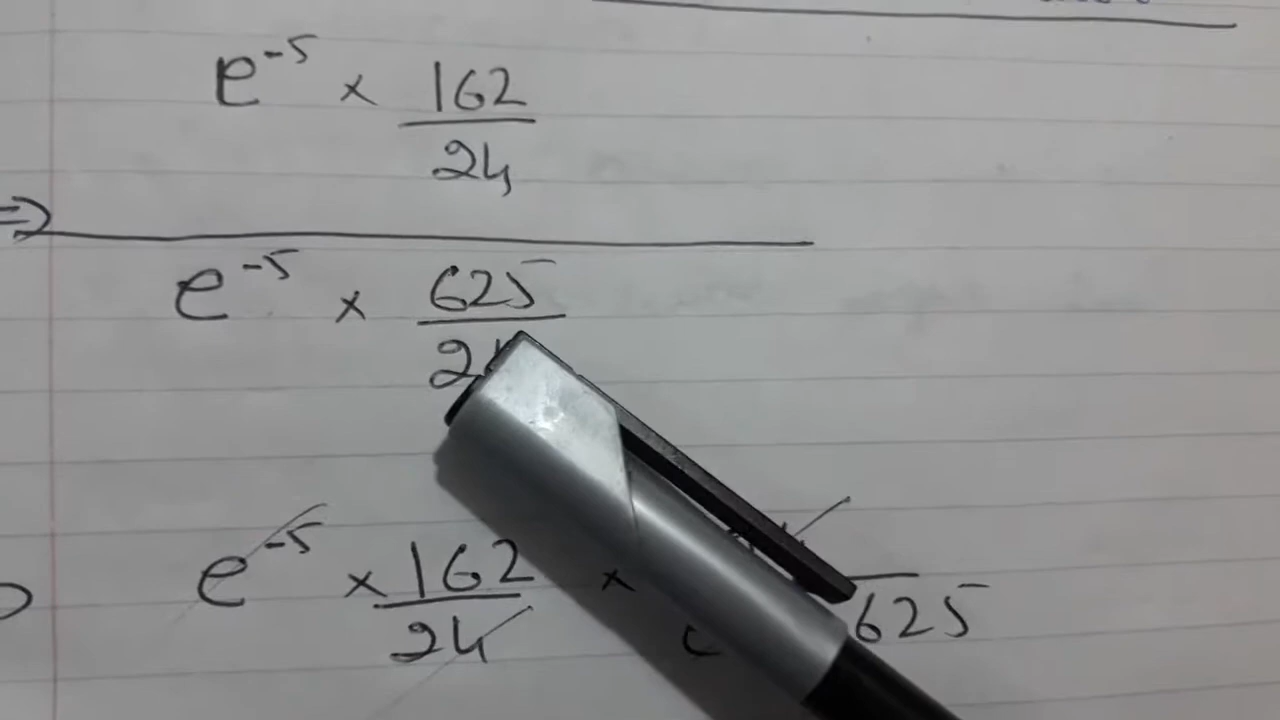 e⁻⁵ × 162
24
⇒
e⁻⁵ × 625
2
e⁻⁵ × 162 ×
24 625